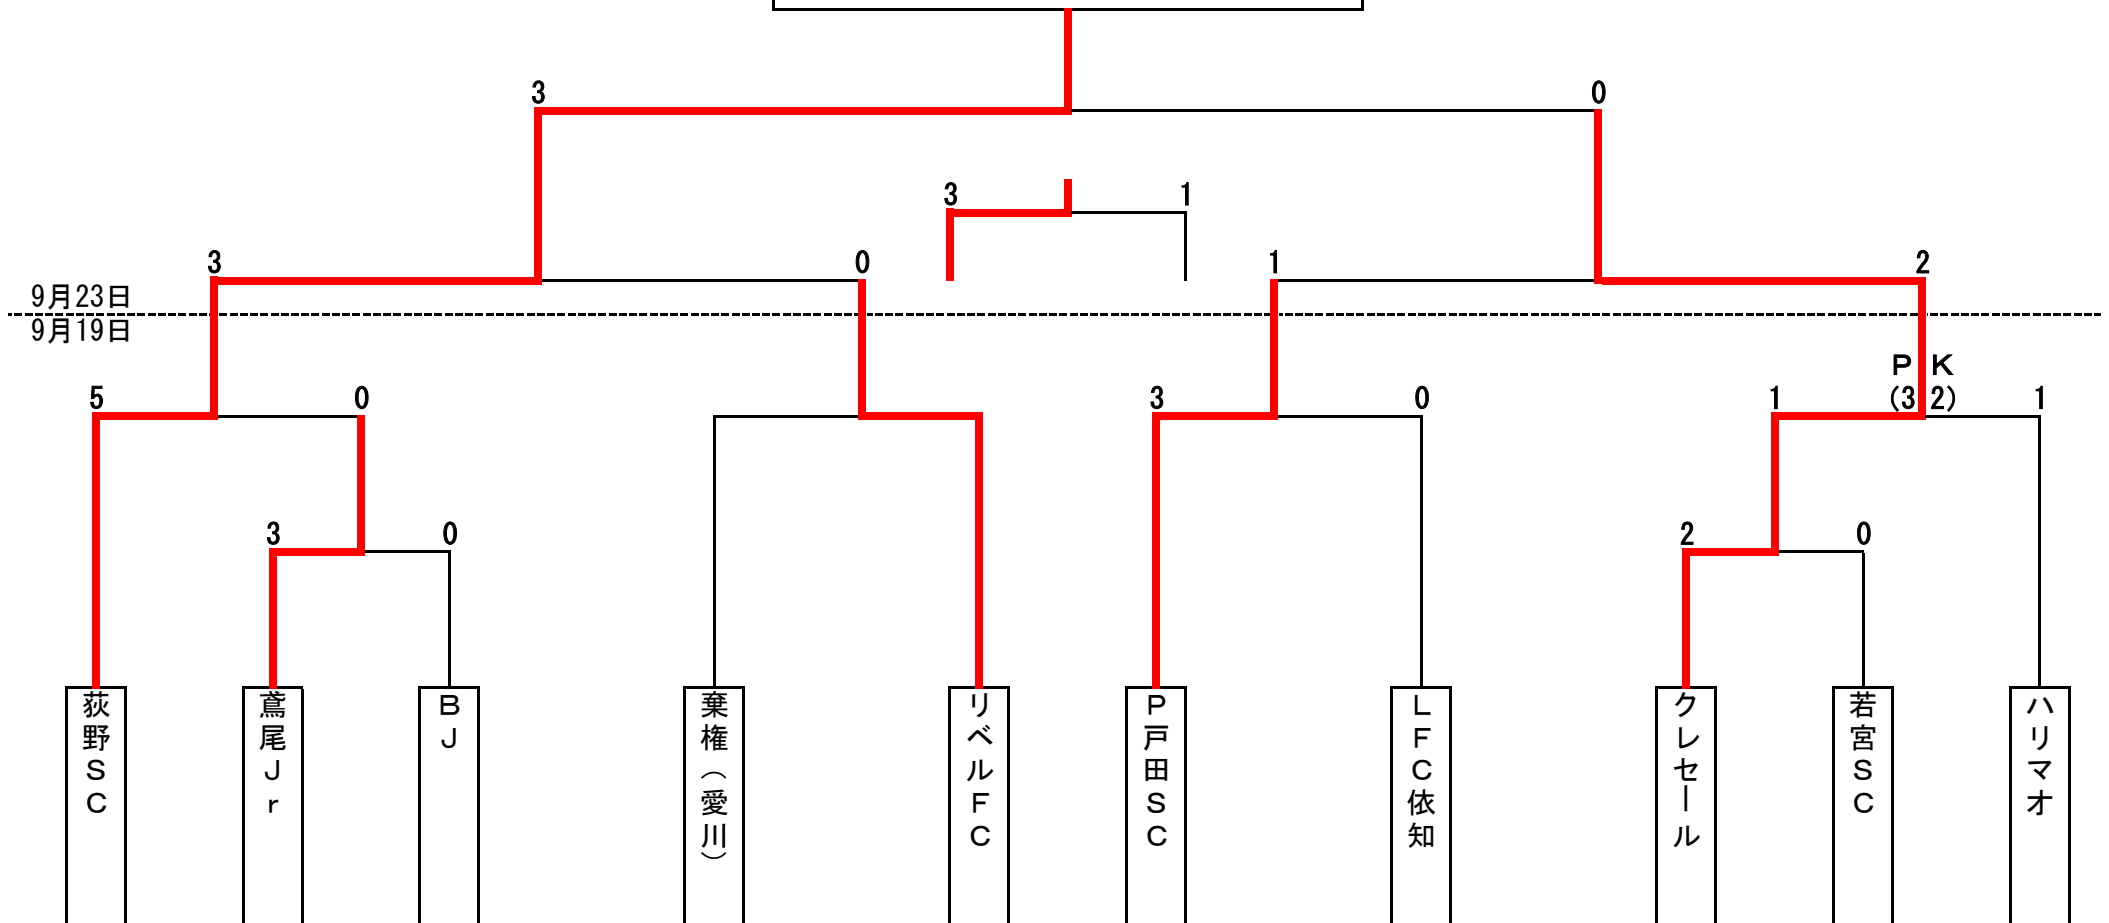 3 0
3 1
3 0 1 2
9月23日
9月19日
PK
5 0 3 0 1 (3 2) 1
3 0 2 0
荻野SC
鳶尾Jr
BJ
棄権（愛川）
リベルFC
P戸田SC
LFC依知
クレセール
若宮SC
ハリマオ